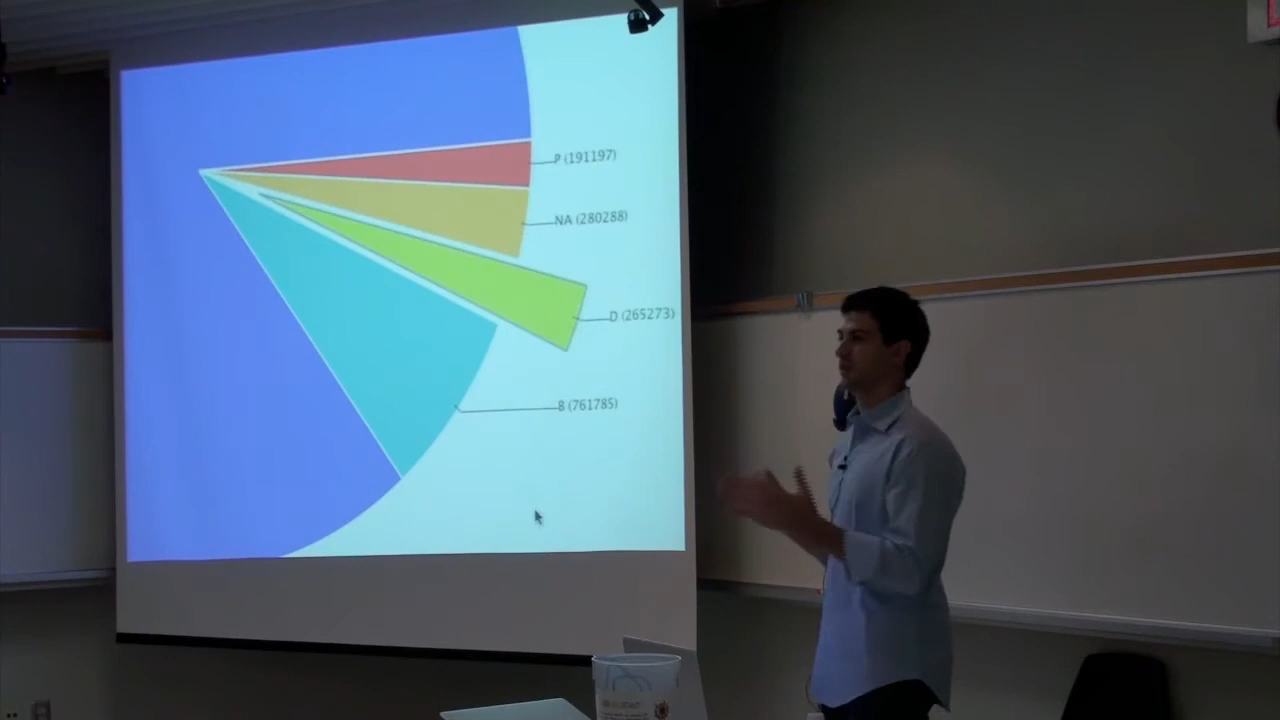 P (191197)
NA (280288)
D (265273)
B (761785)